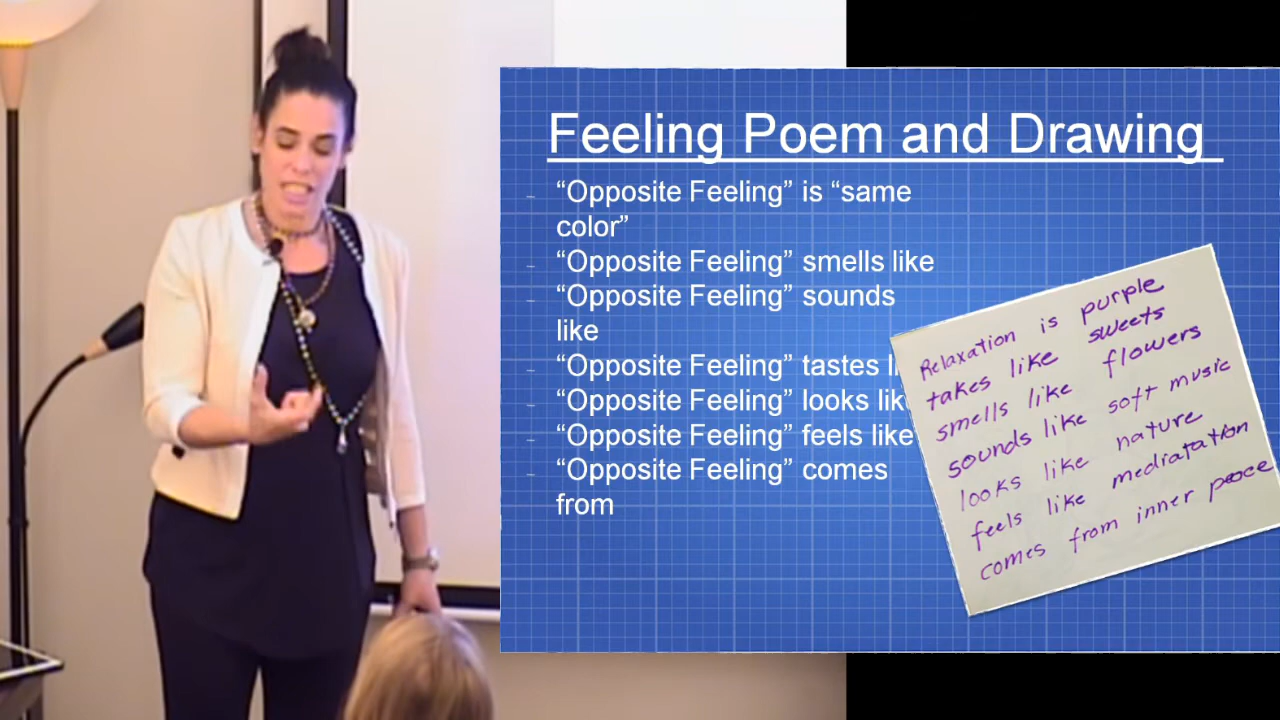 Feeling Poem and Drawing
“Opposite Feeling” is “same
color”
“Opposite Feeling” smells like
“Opposite Feeling” sounds
like
“Opposite Feeling” tastes
“Opposite Feeling” looks
“Opposite Feeling” feels like
“Opposite Feeling” comes
from
Relaxation is purple
takes like sweets
smells like flowers
sounds like soft music
looks like nature
feels like mediatation
comes from inner peace